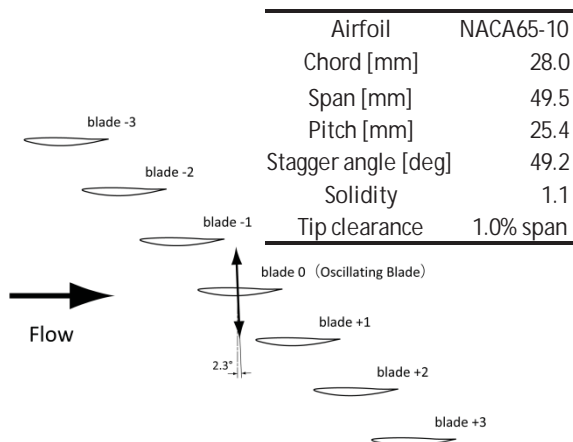 Airfoil NACA65-10
Chord [mm] 28.0
Span [mm] 49.5
Pitch [mm] 25.4
Stagger angle [deg] 49.2
Solidity 1.1
Tip clearance 1.0% span
blade -3
blade -2
blade -1
blade 0 (Oscillating Blade)
Flow
blade +1
2.3°
blade +2
blade +3